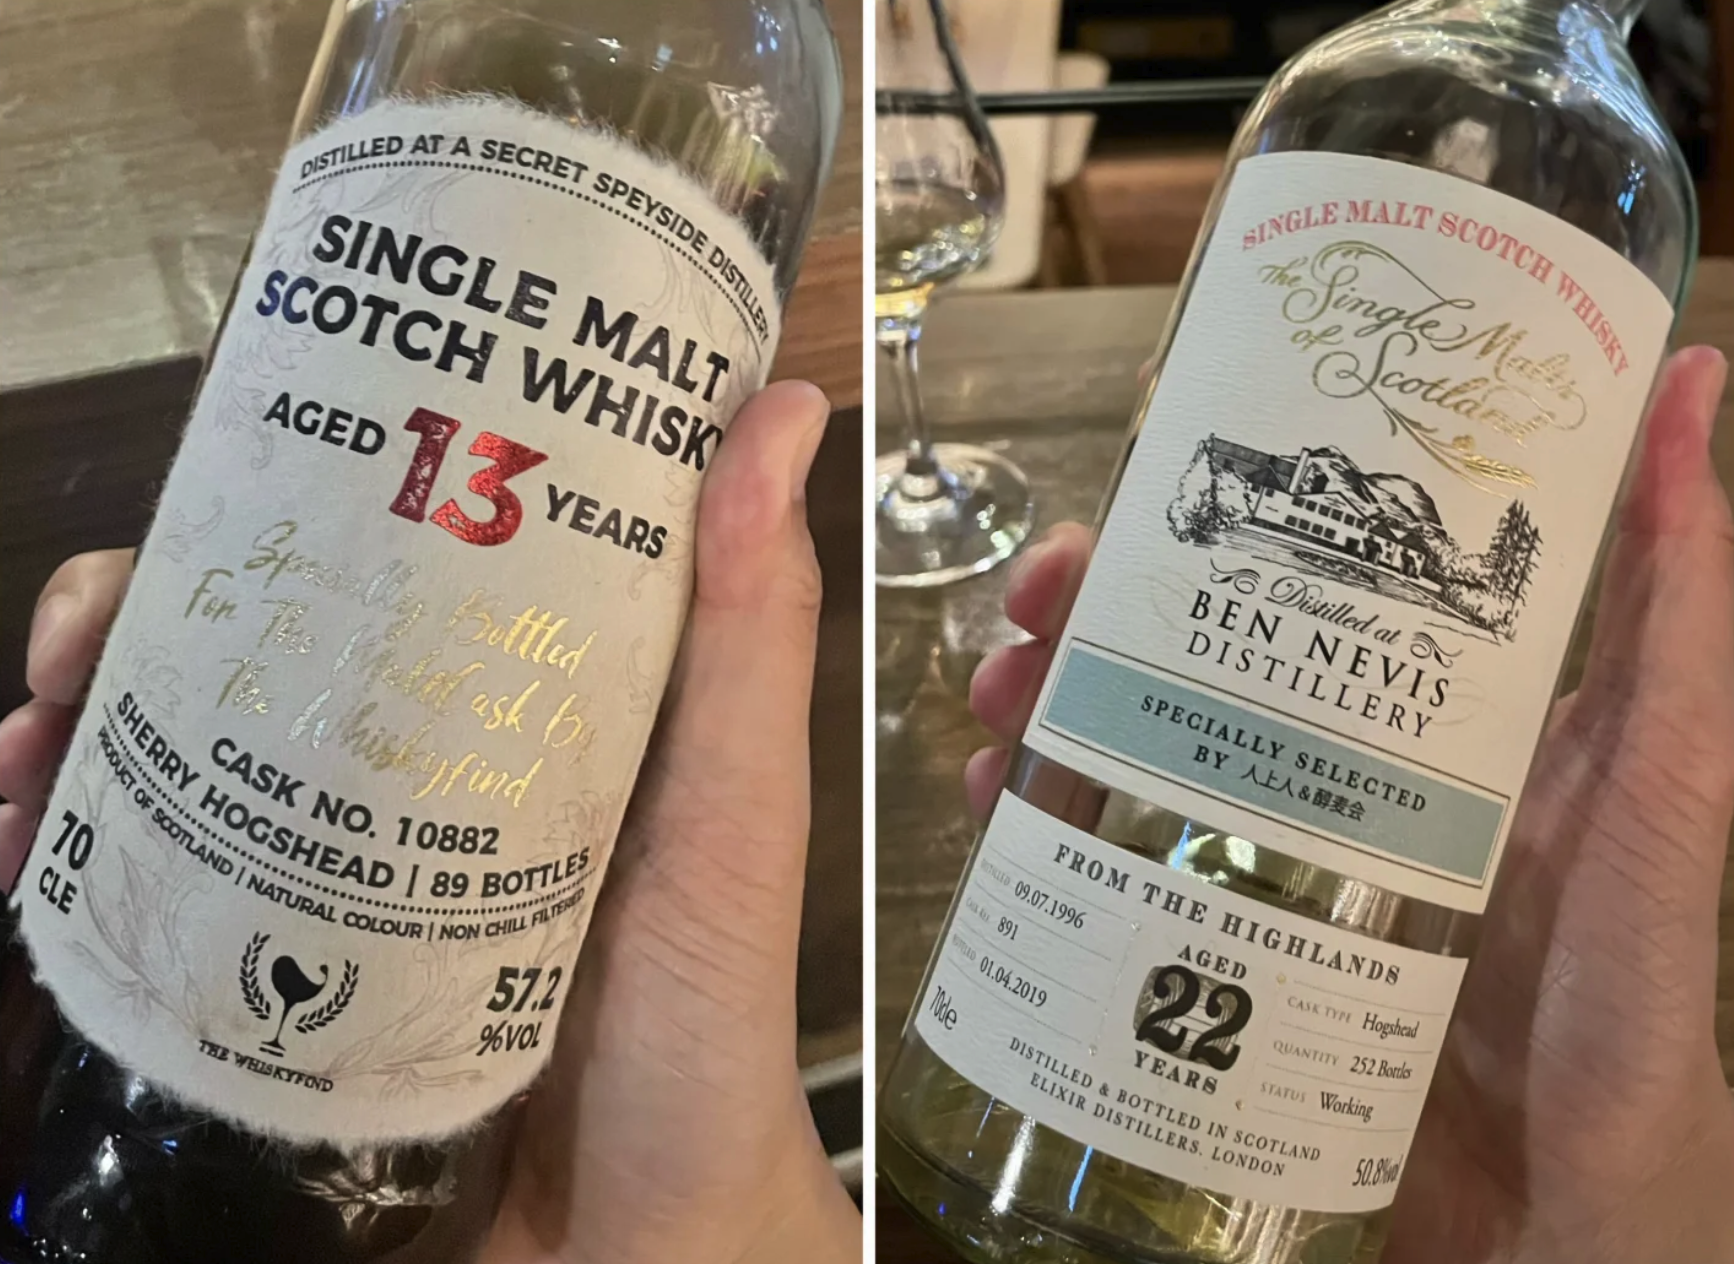 DISTILLED AT A SECRET SPEYSIDE DISTILLERY
SINGLE MALT
SCOTCH WHISKY
AGED 13 YEARS
Specially Bottled
For The Maltcask By
The Whiskyfind
CASK NO. 10882
SHERRY HOGSHEAD | 89 BOTTLES
PRODUCT OF SCOTLAND | NATURAL COLOUR | NON CHILL FILTERED
70
CLE
57.2
%VOL
THE WHISKYFIND
SINGLE MALT SCOTCH WHISKY
The Single Malts
of Scotland
Distilled at
BEN NEVIS
DISTILLERY
SPECIALLY SELECTED
BY 人上人&醇麦会
FROM THE HIGHLANDS
DISTILLED 09.07.1996
CASK REF. 891
BOTTLED 01.04.2019
70cle
AGED
22
YEARS
CASK TYPE Hogshead
QUANTITY 252 Bottles
STATUS Working
DISTILLED & BOTTLED IN SCOTLAND
ELIXIR DISTILLERS. LONDON
50.8%vol